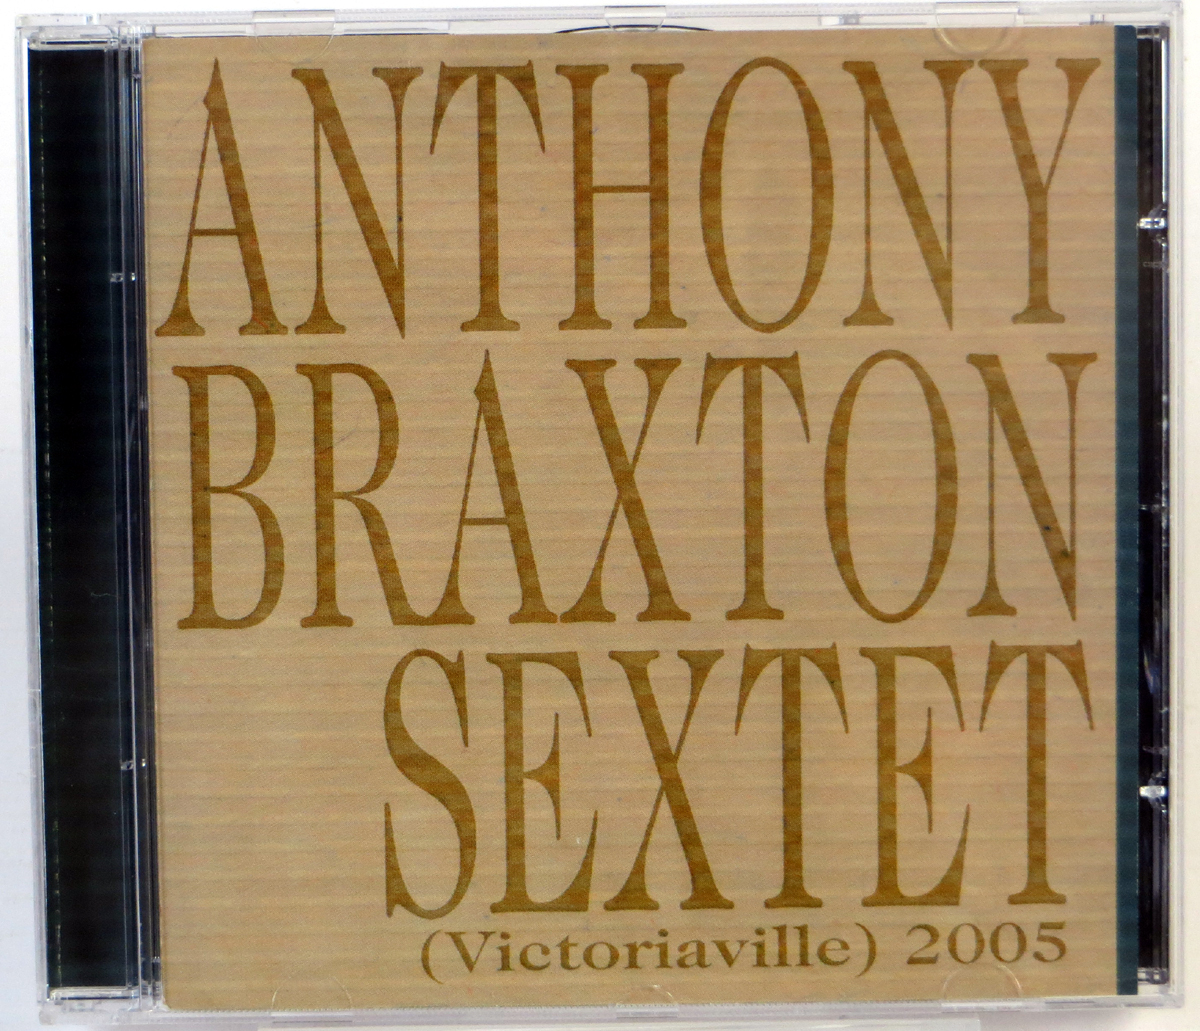 ANTHONY
BRAXTON
SEXTET
(Victoriaville) 2005